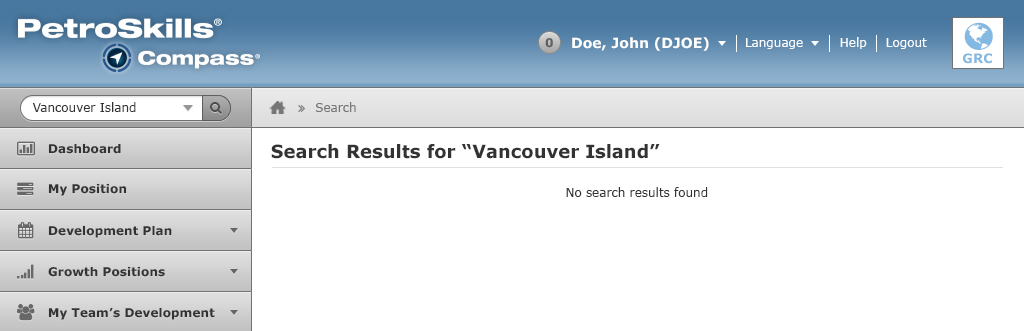 PetroSkills®
Compass®
0 Doe, John (DJOE) Language Help Logout
GRC
Vancouver Island
» Search
Dashboard
My Position
Development Plan
Growth Positions
My Team's Development
Search Results for “Vancouver Island”
No search results found